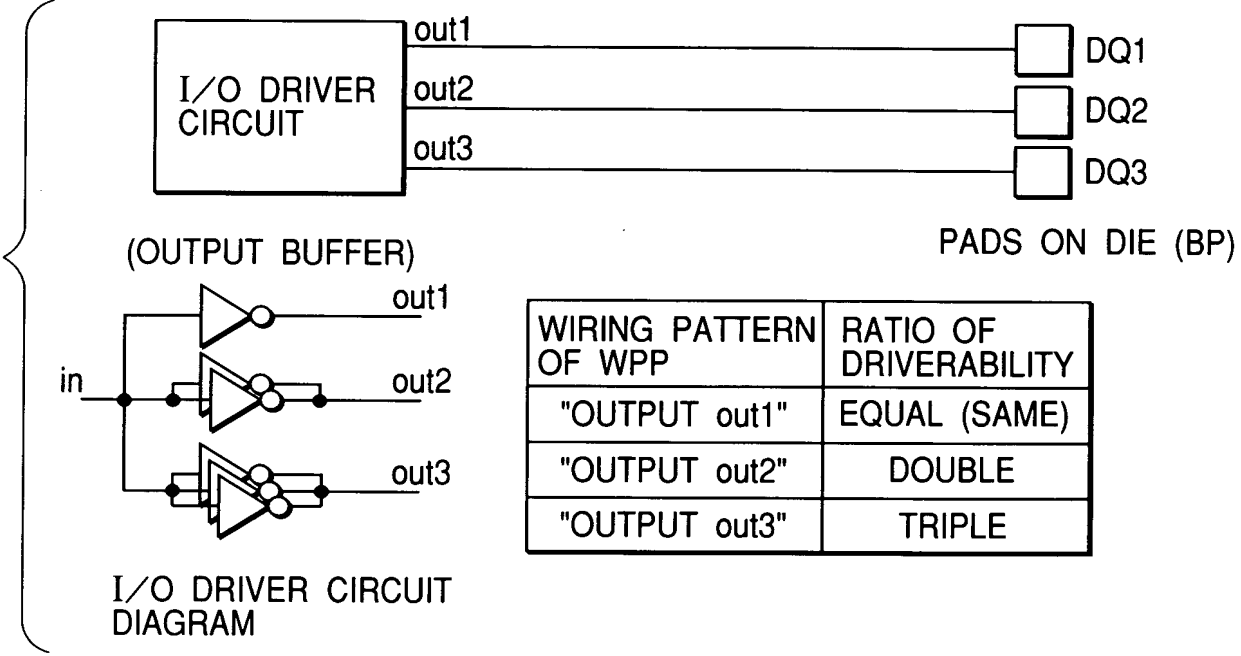 out1
DQ1
I/O DRIVER
CIRCUIT
out2
DQ2
out3
DQ3
PADS ON DIE (BP)
(OUTPUT BUFFER)
out1
in
out2
out3
I/O DRIVER CIRCUIT
DIAGRAM
WIRING PATTERN
OF WPP
RATIO OF
DRIVERABILITY
"OUTPUT out1"
EQUAL (SAME)
"OUTPUT out2"
DOUBLE
"OUTPUT out3"
TRIPLE